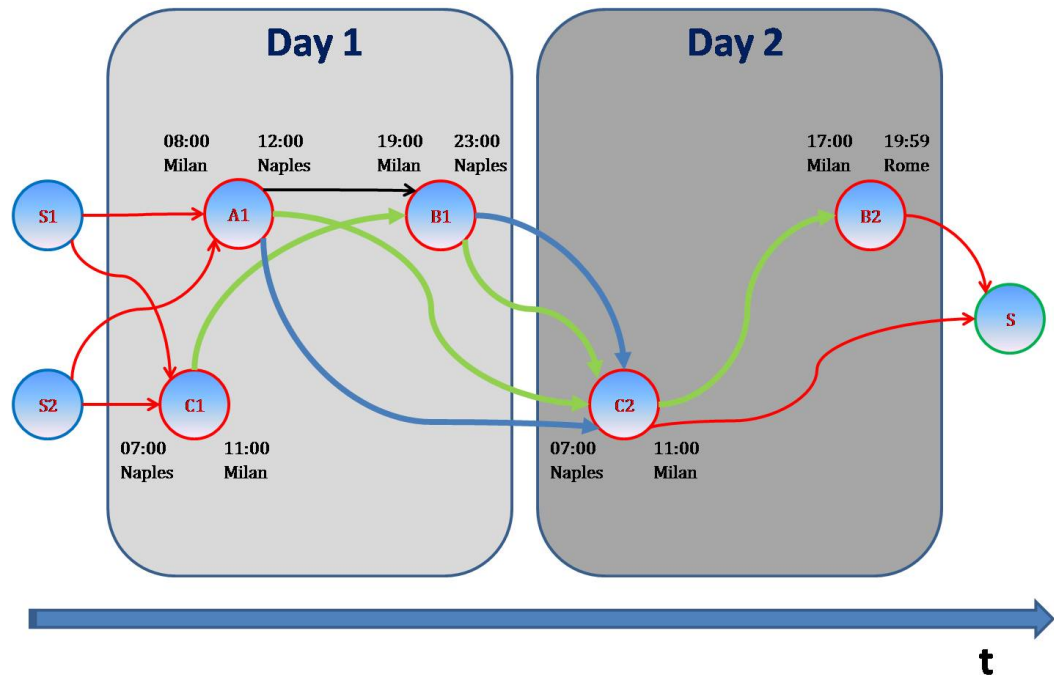 Day 1
Day 2
08:00
Milan
12:00
Naples
19:00
Milan
23:00
Naples
17:00
Milan
19:59
Rome
S1
A1
B1
B2
S
S2
C1
C2
07:00
Naples
11:00
Milan
07:00
Naples
11:00
Milan
t